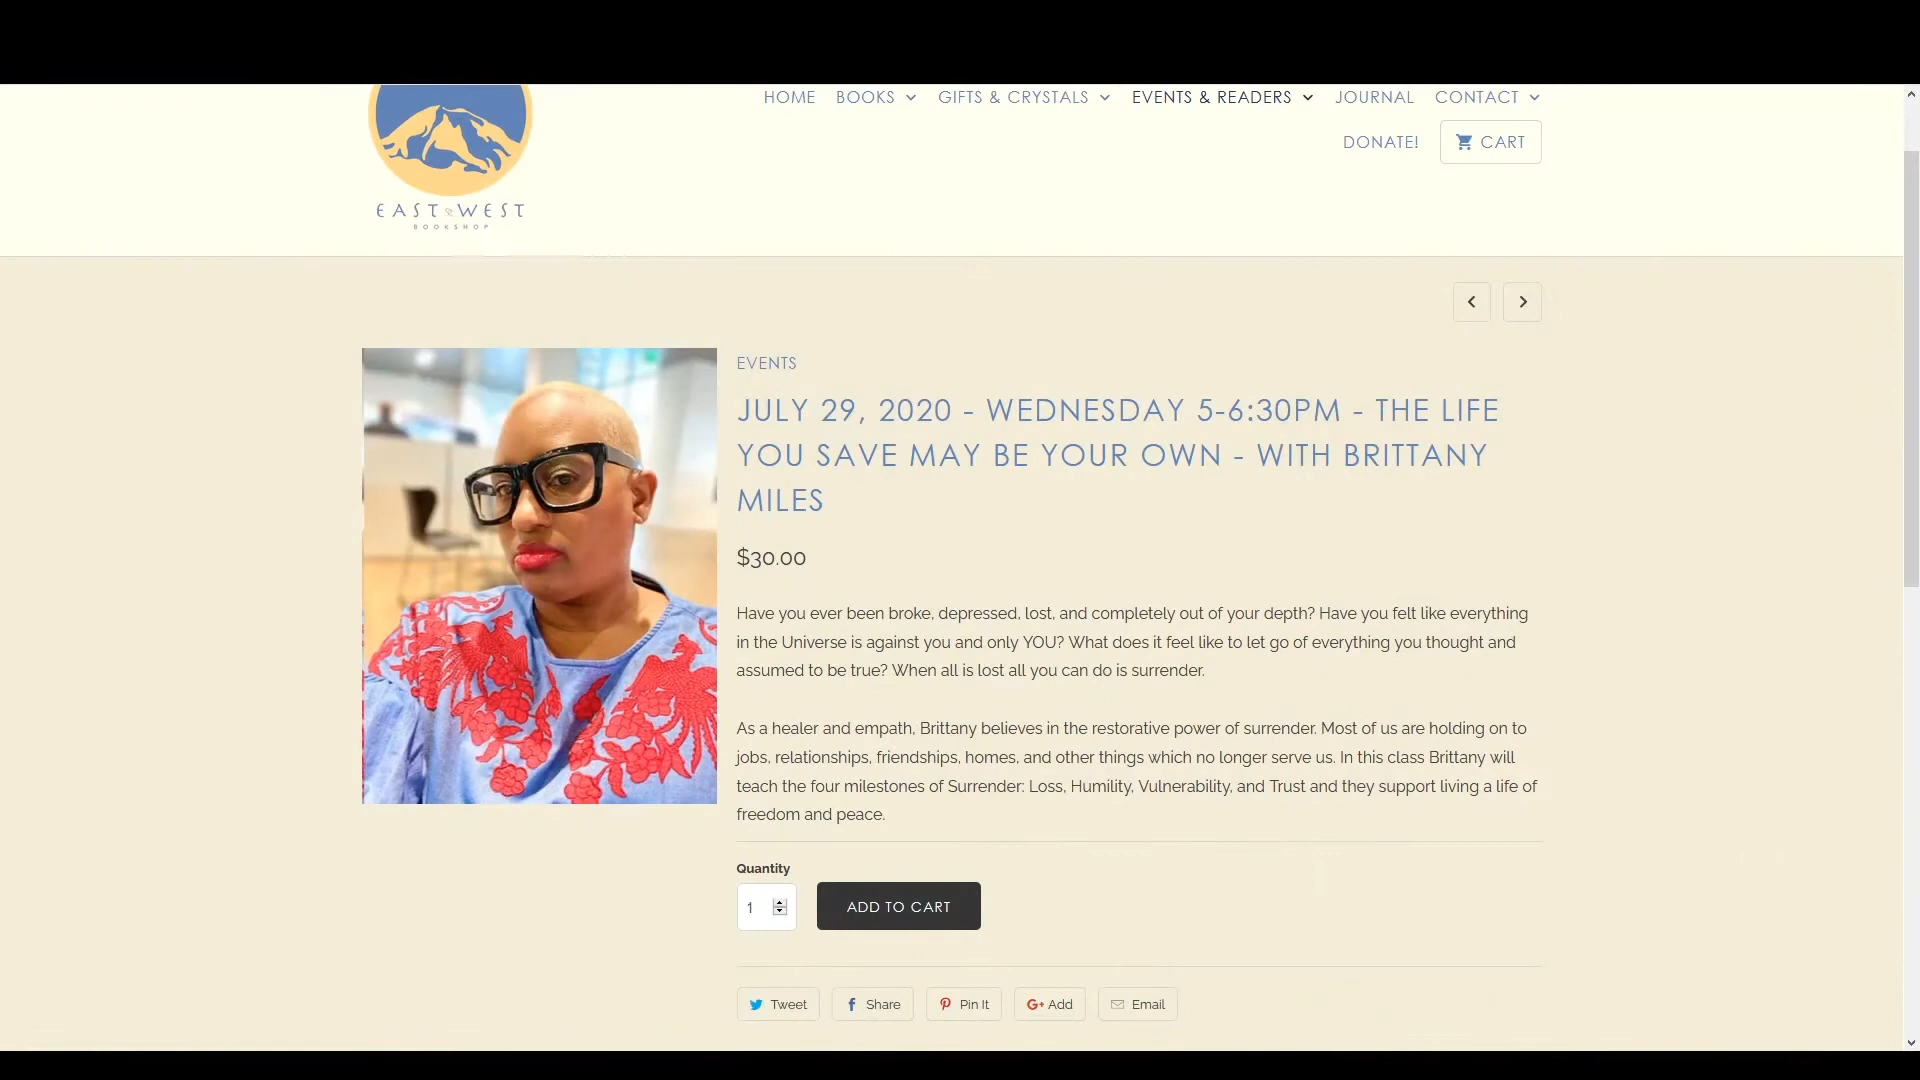 HOME BOOKS GIFTS & CRYSTALS EVENTS & READERS JOURNAL CONTACT
DONATE! CART
EAST & WEST
BOOKSHOP
EVENTS
JULY 29, 2020 - WEDNESDAY 5-6:30PM - THE LIFE
YOU SAVE MAY BE YOUR OWN - WITH BRITTANY
MILES
$30.00
Have you ever been broke, depressed, lost, and completely out of your depth? Have you felt like everything
in the Universe is against you and only YOU? What does it feel like to let go of everything you thought and
assumed to be true? When all is lost all you can do is surrender.
As a healer and empath, Brittany believes in the restorative power of surrender. Most of us are holding on to
jobs, relationships, friendships, homes, and other things which no longer serve us. In this class Brittany will
teach the four milestones of Surrender: Loss, Humility, Vulnerability, and Trust and they support living a life of
freedom and peace.
Quantity
1 ADD TO CART
Tweet Share Pin It G+ Add Email